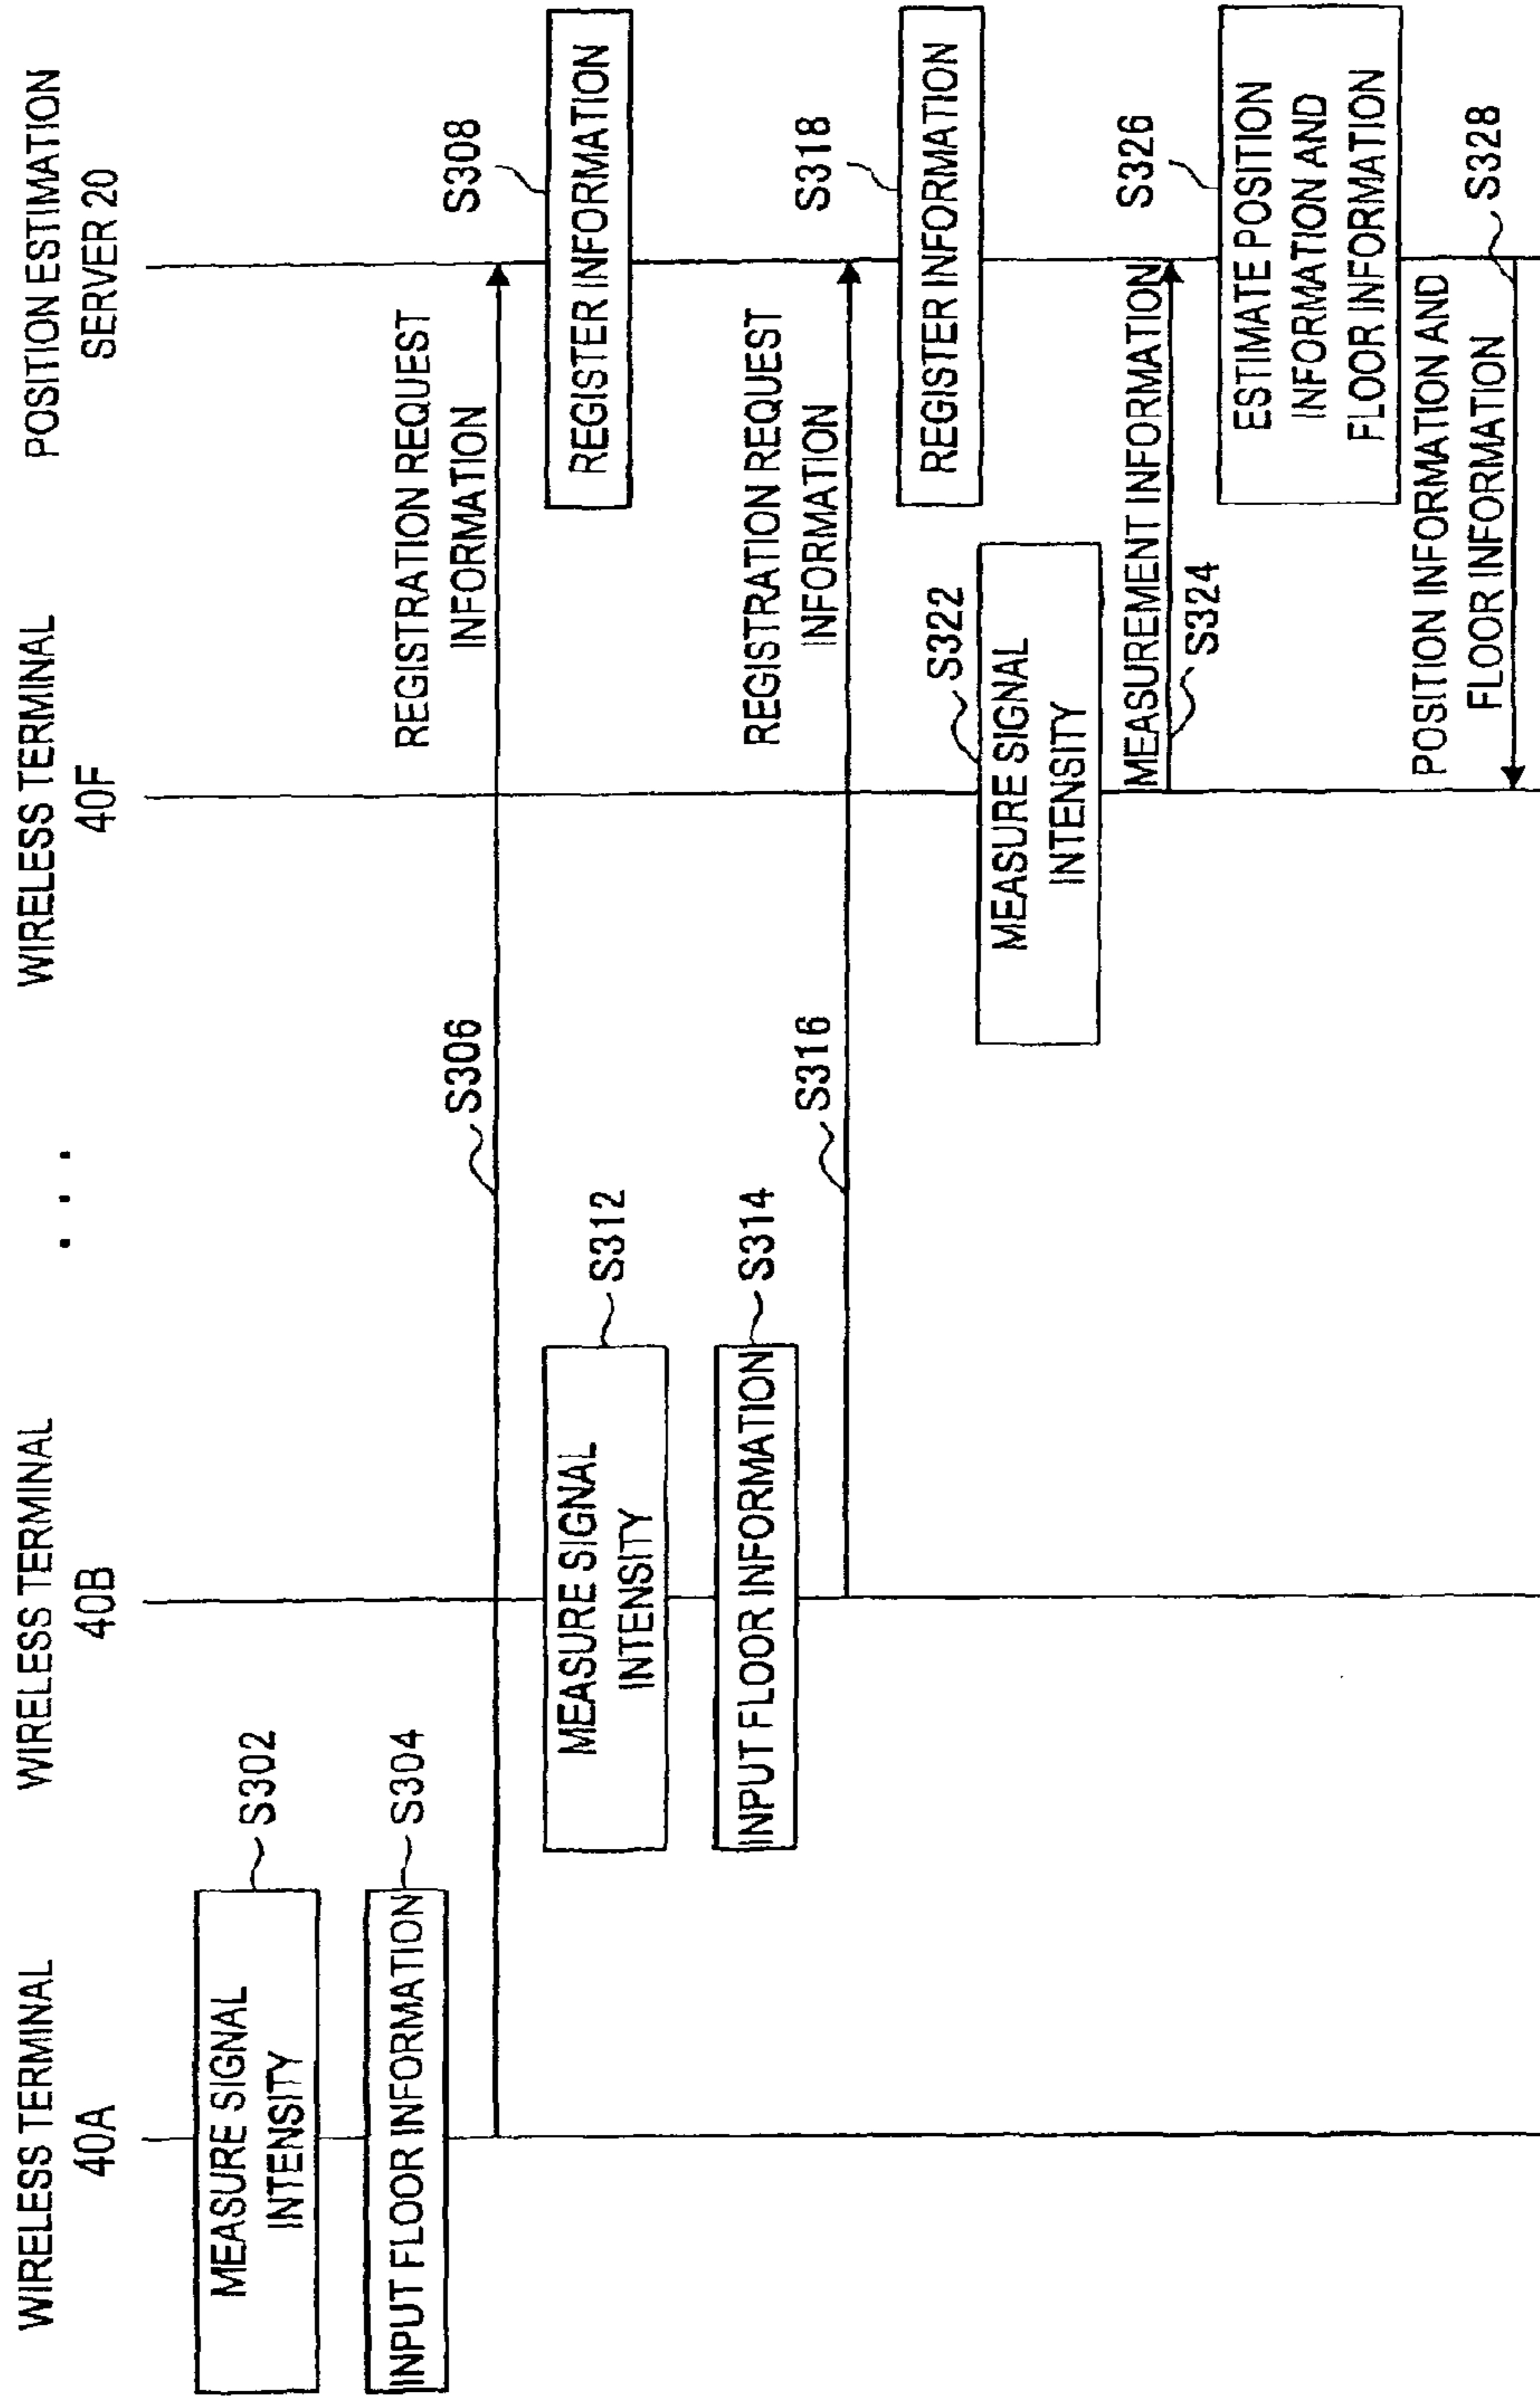 WIRELESS TERMINAL
40A
WIRELESS TERMINAL
40B
. . .
WIRELESS TERMINAL
40F
POSITION ESTIMATION
SERVER 20
MEASURE SIGNAL
INTENSITY
S302
INPUT FLOOR INFORMATION
S304
S306
REGISTRATION REQUEST
INFORMATION
S308
REGISTER INFORMATION
MEASURE SIGNAL
INTENSITY
S312
INPUT FLOOR INFORMATION
S314
S316
REGISTRATION REQUEST
INFORMATION
S318
REGISTER INFORMATION
S322
MEASURE SIGNAL
INTENSITY
MEASUREMENT INFORMATION
S324
S326
ESTIMATE POSITION
INFORMATION AND
FLOOR INFORMATION
POSITION INFORMATION AND
FLOOR INFORMATION
S328